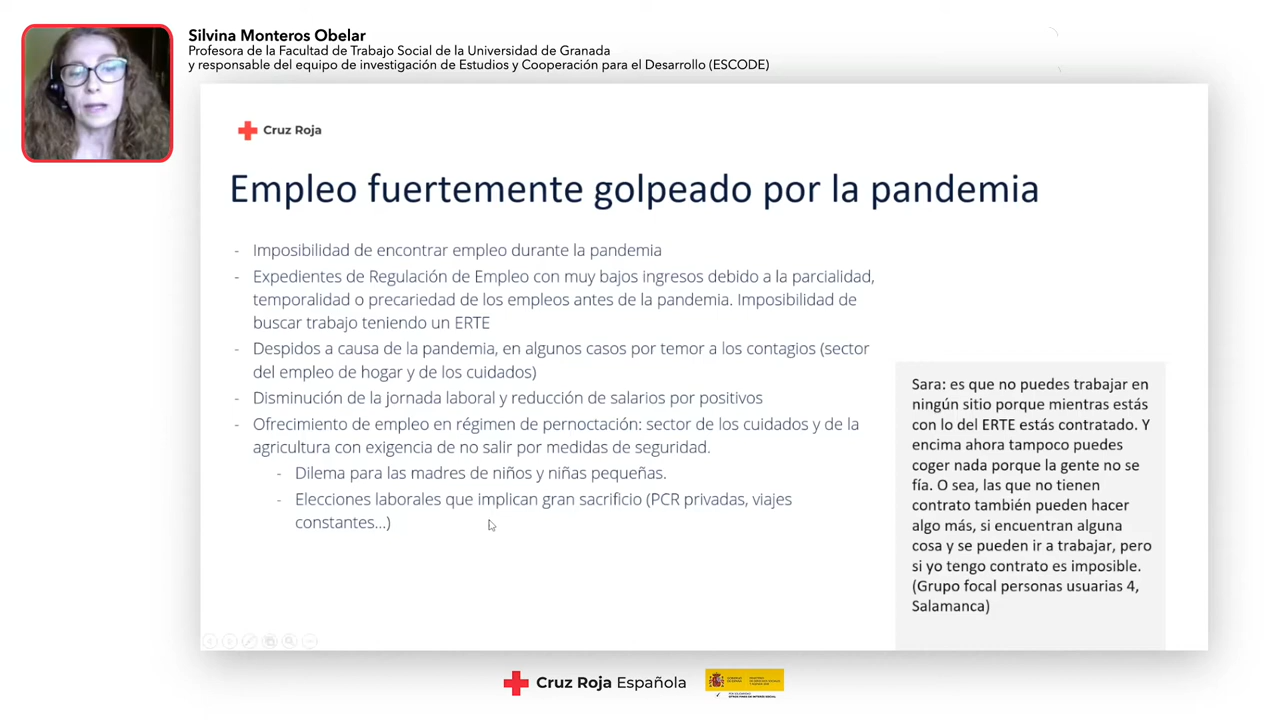 Silvina Monteros Obelar
Profesora de la Facultad de Trabajo Social de la Universidad de Granada
y responsable del equipo de investigación de Estudios y Cooperación para el Desarrollo (ESCODE)
Cruz Roja
Empleo fuertemente golpeado por la pandemia
- Imposibilidad de encontrar empleo durante la pandemia
- Expedientes de Regulación de Empleo con muy bajos ingresos debido a la parcialidad,
temporalidad o precariedad de los empleos antes de la pandemia. Imposibilidad de
buscar trabajo teniendo un ERTE
- Despidos a causa de la pandemia, en algunos casos por temor a los contagios (sector
del empleo de hogar y de los cuidados)
- Disminución de la jornada laboral y reducción de salarios por positivos
- Ofrecimiento de empleo en régimen de pernoctación: sector de los cuidados y de la
agricultura con exigencia de no salir por medidas de seguridad.
- Dilema para las madres de niños y niñas pequeñas.
- Elecciones laborales que implican gran sacrificio (PCR privadas, viajes
constantes...)
Sara: es que no puedes trabajar en
ningún sitio porque mientras estás
con lo del ERTE estás contratado. Y
encima ahora tampoco puedes
coger nada porque la gente no se
fía. O sea, las que no tienen
contrato también pueden hacer
algo más, si encuentran alguna
cosa y se pueden ir a trabajar, pero
si yo tengo contrato es imposible.
(Grupo focal personas usuarias 4,
Salamanca)
Cruz Roja Española